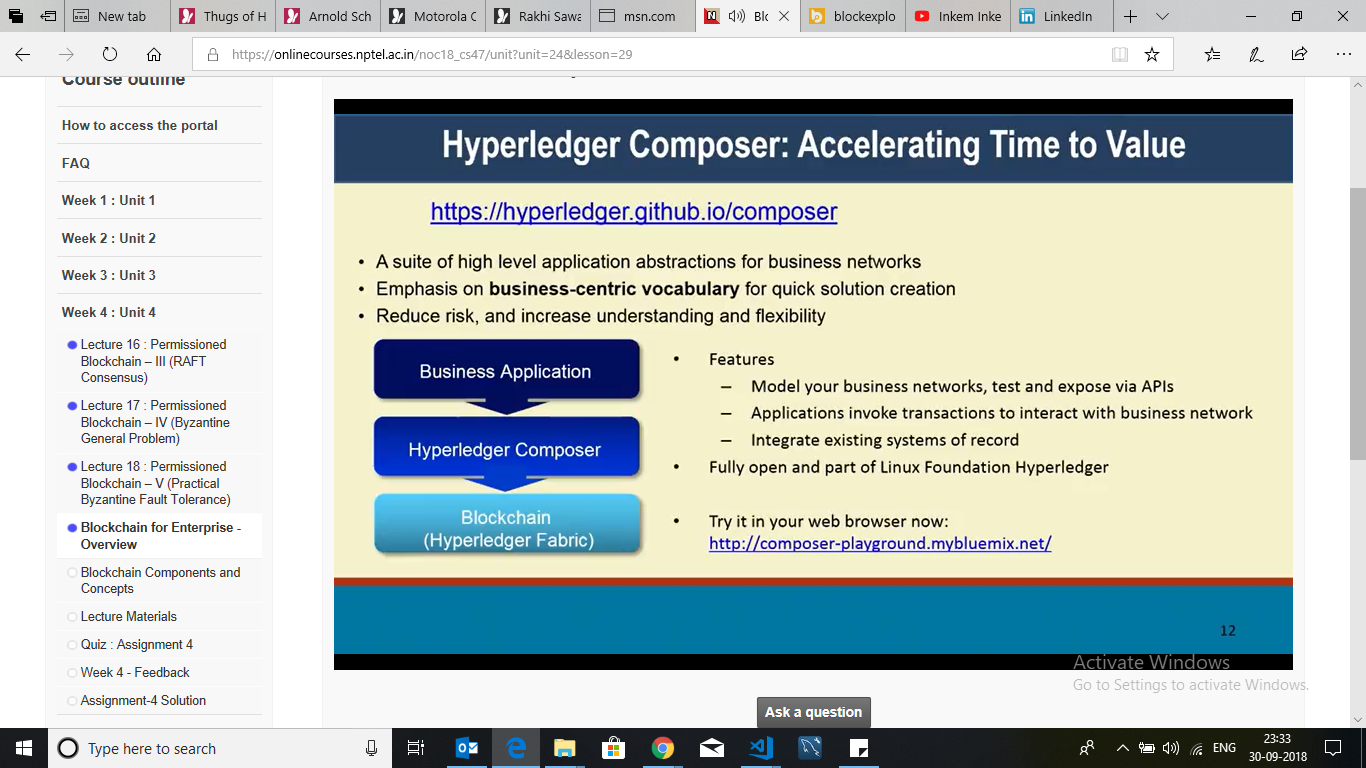 New tab
Thugs of H
Arnold Sch
Motorola C
Rakhi Sawa
msn.com
Blc
blockexplo
Inkem Inke
LinkedIn
https://onlinecourses.nptel.ac.in/noc18_cs47/unit?unit=24&lesson=29
Course outline
How to access the portal
FAQ
Week 1 : Unit 1
Week 2 : Unit 2
Week 3 : Unit 3
Week 4 : Unit 4
Lecture 16 : Permissioned
Blockchain – III (RAFT
Consensus)
Lecture 17 : Permissioned
Blockchain – IV (Byzantine
General Problem)
Lecture 18 : Permissioned
Blockchain – V (Practical
Byzantine Fault Tolerance)
Blockchain for Enterprise -
Overview
Blockchain Components and
Concepts
Lecture Materials
Quiz : Assignment 4
Week 4 - Feedback
Assignment-4 Solution
Hyperledger Composer: Accelerating Time to Value
https://hyperledger.github.io/composer
• A suite of high level application abstractions for business networks
• Emphasis on business-centric vocabulary for quick solution creation
• Reduce risk, and increase understanding and flexibility
Business Application
Hyperledger Composer
Blockchain
(Hyperledger Fabric)
• Features
– Model your business networks, test and expose via APIs
– Applications invoke transactions to interact with business network
– Integrate existing systems of record
• Fully open and part of Linux Foundation Hyperledger
• Try it in your web browser now:
http://composer-playground.mybluemix.net/
12
Activate Windows
Go to Settings to activate Windows.
Ask a question
Type here to search
ENG
23:33
30-09-2018